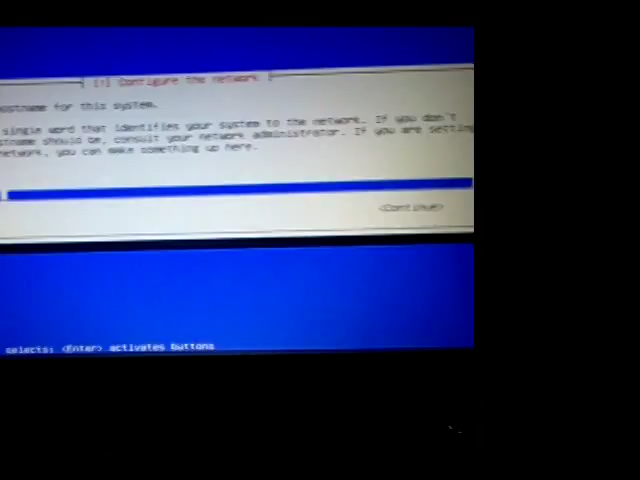 [!] Configure the network
hostname for this system.
single word that identifies your system to the network. If you don't
stname should be, consult your network administrator. If you are setting
network, you can make something up here.
<Continue>
selects; <Enter> activates buttons